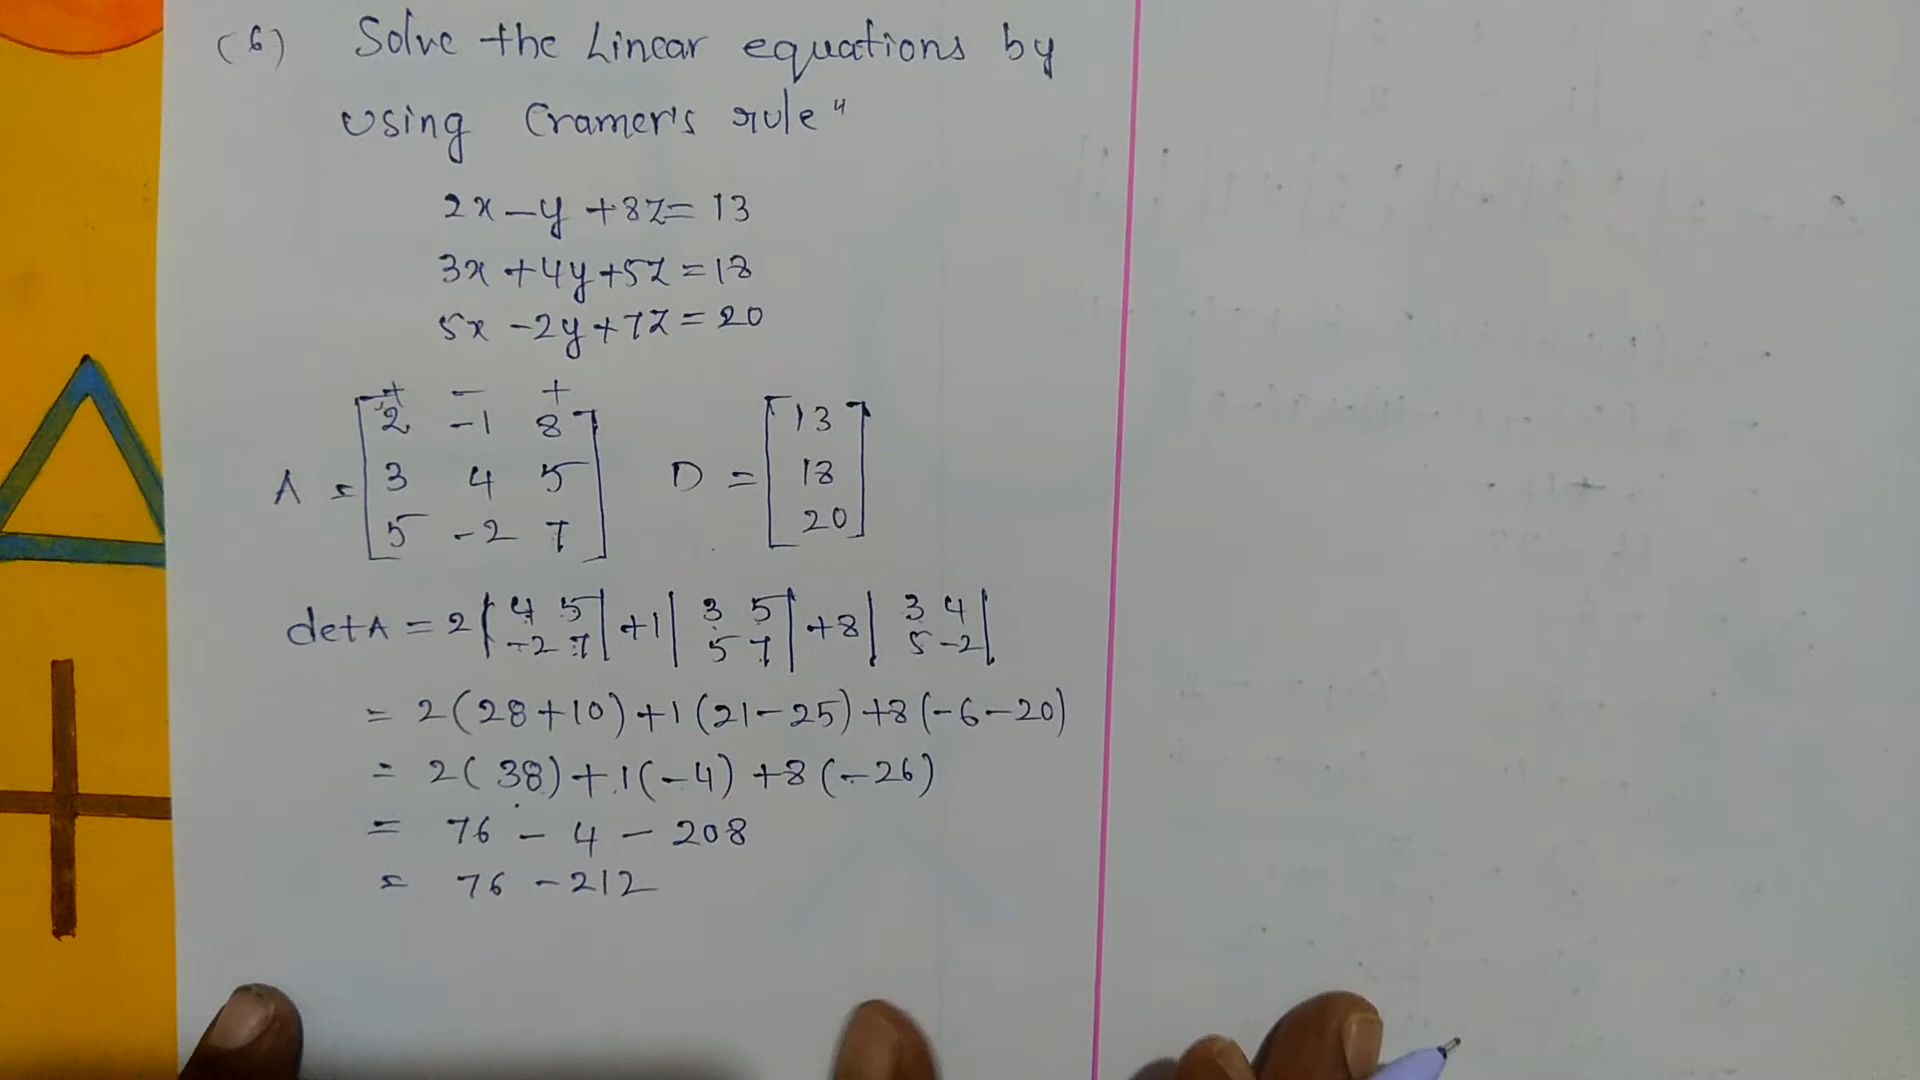 (6) Solve the Linear equations by
using Cramer's rule"
2x-y+8z=13
3x+4y+5z=18
5x-2y+7z=20
+ - +
A = [2 -1 8; 3 4 5; 5 -2 7] D = [13; 18; 20]
detA = 2|4 5; -2 7| +1|3 5; 5 7| +8|3 4; 5 -2|
= 2(28+10)+1(21-25)+8(-6-20)
= 2(38)+1(-4)+8(-26)
= 76 - 4 - 208
= 76 -212